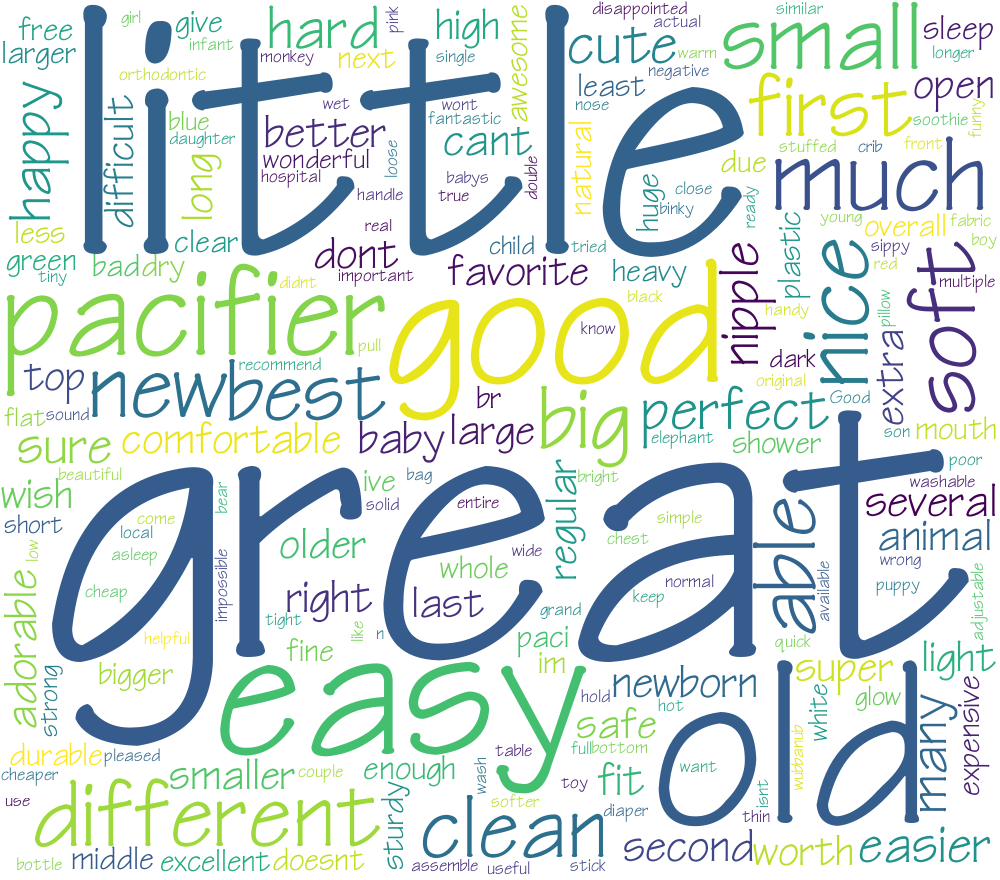 girl
free
give
hard
pink
high
disappointed
similar
small
sleep
larger
infant
little
monkey
next
single
awesome
cute
actual
warm
longer
orthodontic
negative
least
first
open
happy
difficult
blue
better
wet
wont
fantastic
cant
nose
natural
soothie
funny
daughter
wonderful
loose
stuffed
crib
front
long
hospital
babys
double
due
much
handle
true
huge
close
binky
ready
less
clear
real
dont
child
tried
plastic
young
overall
fabric
boy
green
baddry
important
favorite
heavy
nipple
nice
sippy
soft
tiny
didnt
red
multiple
pacifier
good
black
handy
pillow
know
pull
dark
extra
top
newbest
recommend
original
Good
flat
sound
br
big
perfect
son
mouth
sure
comfortable
baby
large
elephant
shower
beautiful
bag
bright
poor
washable
wish
bear
ive
solid
entire
regular
able
several
short
come
local
great
simple
animal
low
asleep
older
wide
chest
wrong
adorable
cheap
impossible
whole
normal
available
puppy
adjustable
right
last
keep
tight
like
n
grand
helpful
fine
paci
quick
light
strong
bigger
im
super
easy
hold
newborn
hot
white
glow
many
expensive
durable
pleased
safe
old
table
full
bottom
cheaper
smaller
couple
enough
wash
toy
fit
want
wubbanub
use
different
sturdy
softer
diaper
isnt
thin
clean
bottle
middle
excellent
doesnt
assemble
useful
stick
second
worth
easier